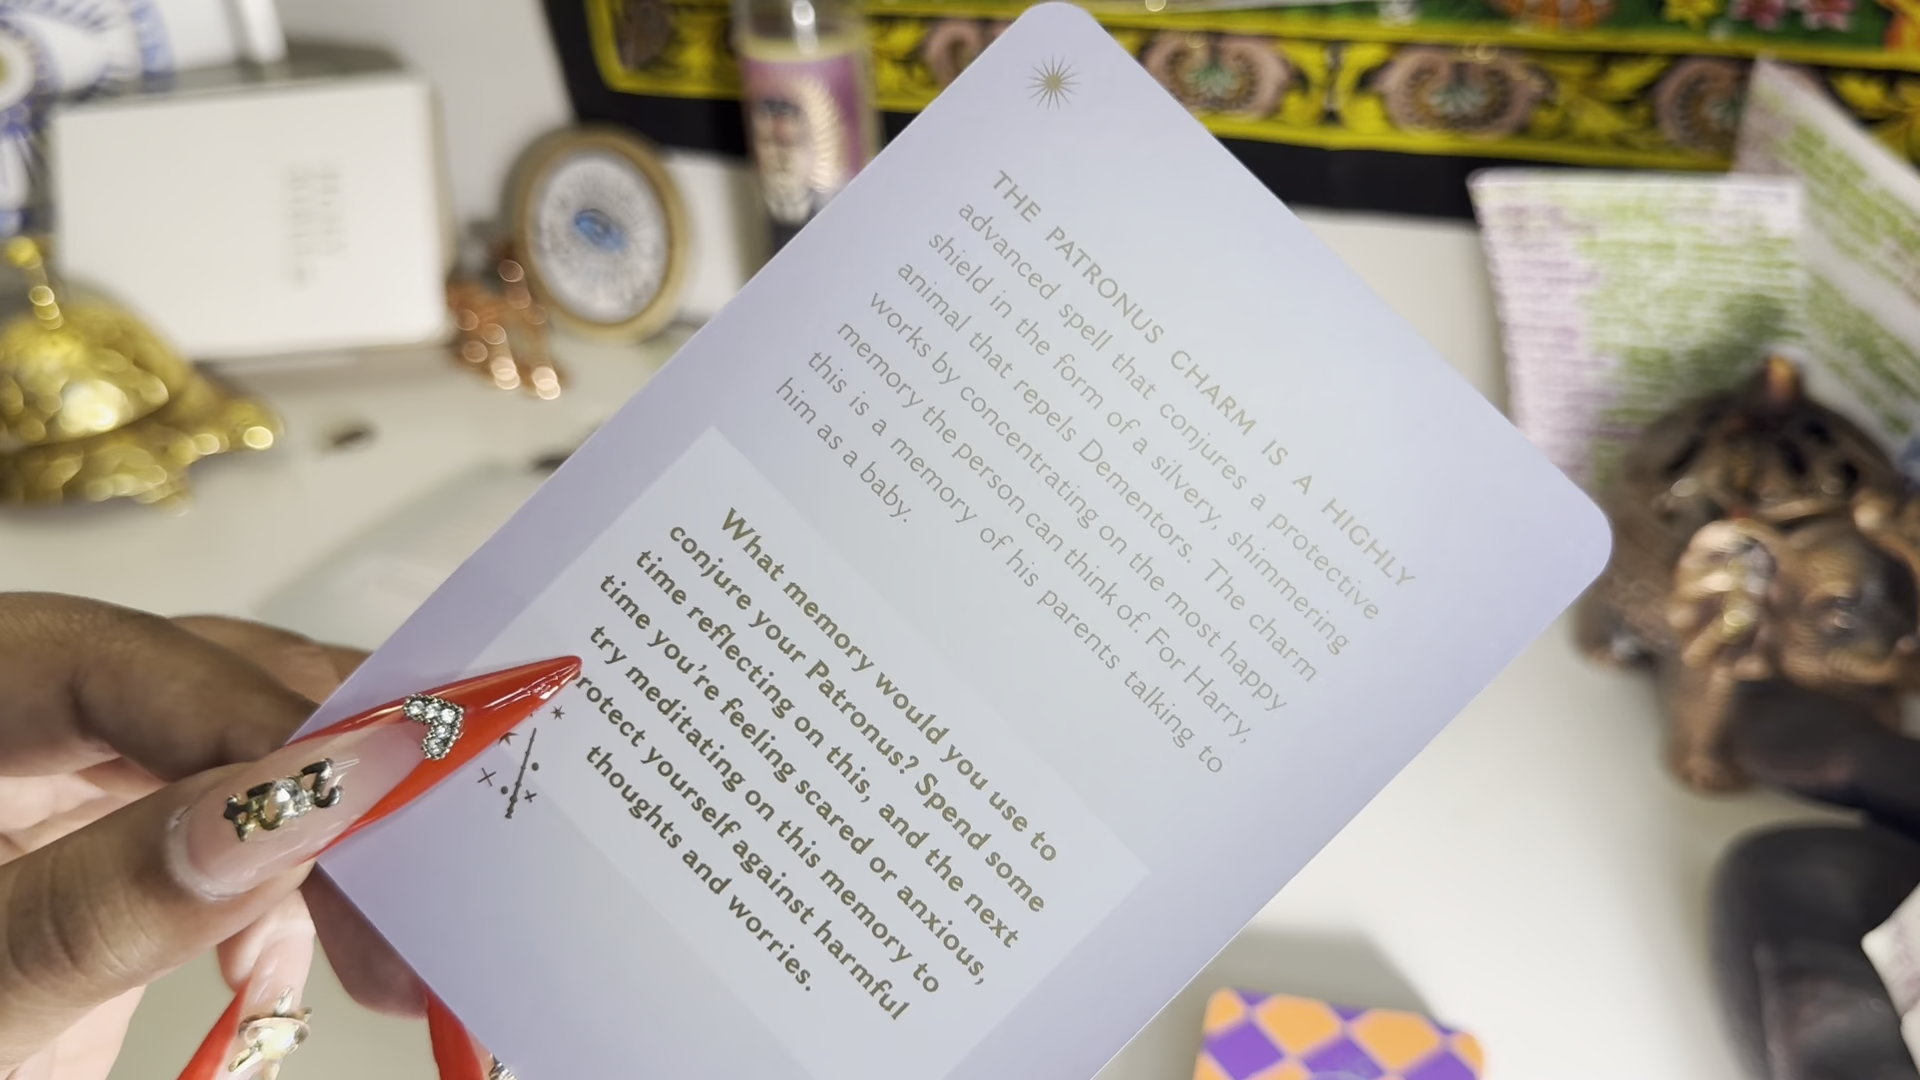 THE PATRONUS CHARM IS A HIGHLY
advanced spell that conjures a protective
shield in the form of a silvery, shimmering
animal that repels Dementors. The charm
works by concentrating on the most happy
memory the person can think of. For Harry,
this is a memory of his parents talking to
him as a baby.
What memory would you use to
conjure your Patronus? Spend some
time reflecting on this, and the next
time you're feeling scared or anxious,
try meditating on this memory to
rotect yourself against harmful
thoughts and worries.